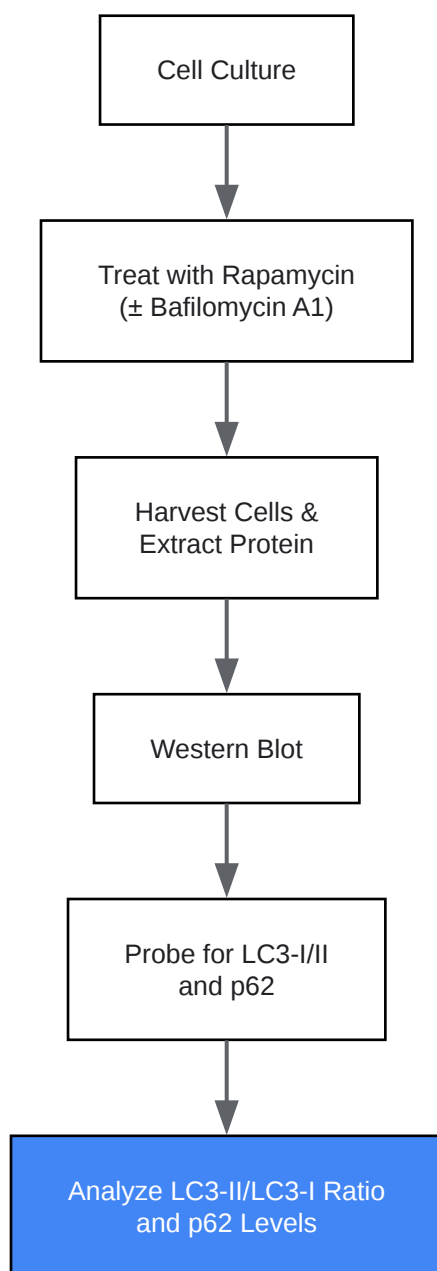 Cell Culture
Treat with Rapamycin
(± Bafilomycin A1)
Harvest Cells &
Extract Protein
Western Blot
Probe for LC3-I/II
and p62
Analyze LC3-II/LC3-I Ratio
and p62 Levels